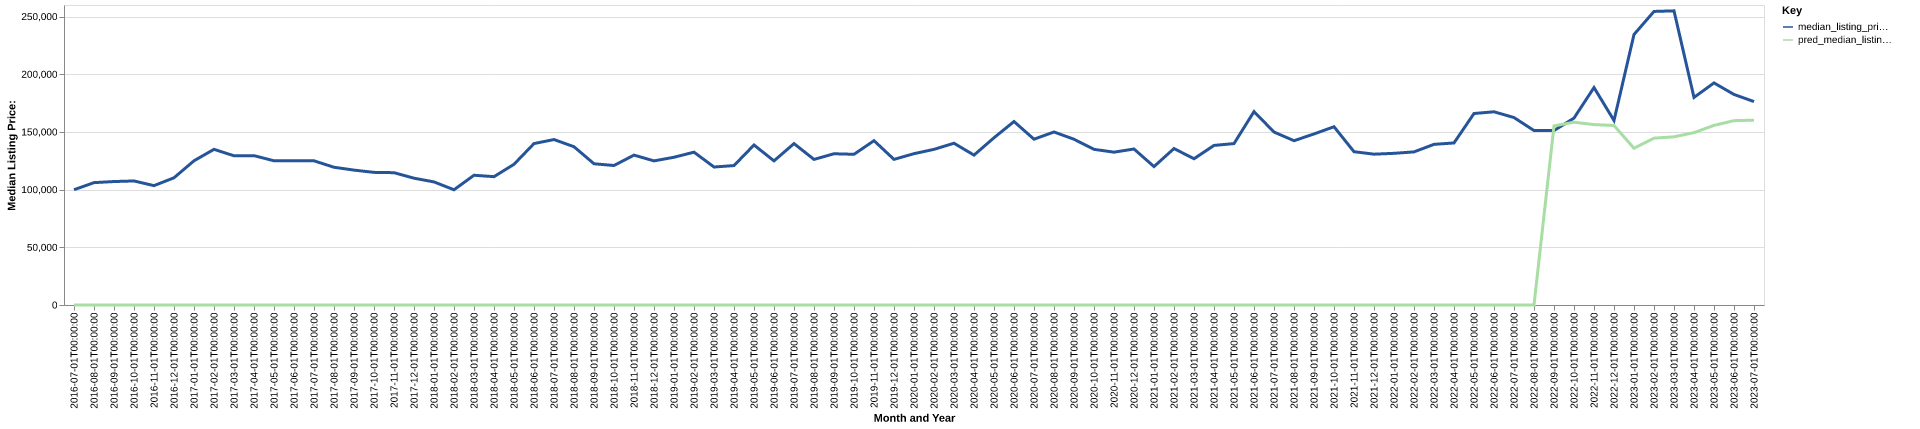 Key
median_listing_pri…
pred_median_listin…
Median Listing Price:
250,000
200,000
150,000
100,000
50,000
0
2016-07-01T00:00:00
2016-08-01T00:00:00
2016-09-01T00:00:00
2016-10-01T00:00:00
2016-11-01T00:00:00
2016-12-01T00:00:00
2017-01-01T00:00:00
2017-02-01T00:00:00
2017-03-01T00:00:00
2017-04-01T00:00:00
2017-05-01T00:00:00
2017-06-01T00:00:00
2017-07-01T00:00:00
2017-08-01T00:00:00
2017-09-01T00:00:00
2017-10-01T00:00:00
2017-11-01T00:00:00
2017-12-01T00:00:00
2018-01-01T00:00:00
2018-02-01T00:00:00
2018-03-01T00:00:00
2018-04-01T00:00:00
2018-05-01T00:00:00
2018-06-01T00:00:00
2018-07-01T00:00:00
2018-08-01T00:00:00
2018-09-01T00:00:00
2018-10-01T00:00:00
2018-11-01T00:00:00
2018-12-01T00:00:00
2019-01-01T00:00:00
2019-02-01T00:00:00
2019-03-01T00:00:00
2019-04-01T00:00:00
2019-05-01T00:00:00
2019-06-01T00:00:00
2019-07-01T00:00:00
2019-08-01T00:00:00
2019-09-01T00:00:00
2019-10-01T00:00:00
2019-11-01T00:00:00
2019-12-01T00:00:00
2020-01-01T00:00:00
2020-02-01T00:00:00
2020-03-01T00:00:00
2020-04-01T00:00:00
2020-05-01T00:00:00
2020-06-01T00:00:00
2020-07-01T00:00:00
2020-08-01T00:00:00
2020-09-01T00:00:00
2020-10-01T00:00:00
2020-11-01T00:00:00
2020-12-01T00:00:00
2021-01-01T00:00:00
2021-02-01T00:00:00
2021-03-01T00:00:00
2021-04-01T00:00:00
2021-05-01T00:00:00
2021-06-01T00:00:00
2021-07-01T00:00:00
2021-08-01T00:00:00
2021-09-01T00:00:00
2021-10-01T00:00:00
2021-11-01T00:00:00
2021-12-01T00:00:00
2022-01-01T00:00:00
2022-02-01T00:00:00
2022-03-01T00:00:00
2022-04-01T00:00:00
2022-05-01T00:00:00
2022-06-01T00:00:00
2022-07-01T00:00:00
2022-08-01T00:00:00
2022-09-01T00:00:00
2022-10-01T00:00:00
2022-11-01T00:00:00
2022-12-01T00:00:00
2023-01-01T00:00:00
2023-02-01T00:00:00
2023-03-01T00:00:00
2023-04-01T00:00:00
2023-05-01T00:00:00
2023-06-01T00:00:00
2023-07-01T00:00:00
Month and Year